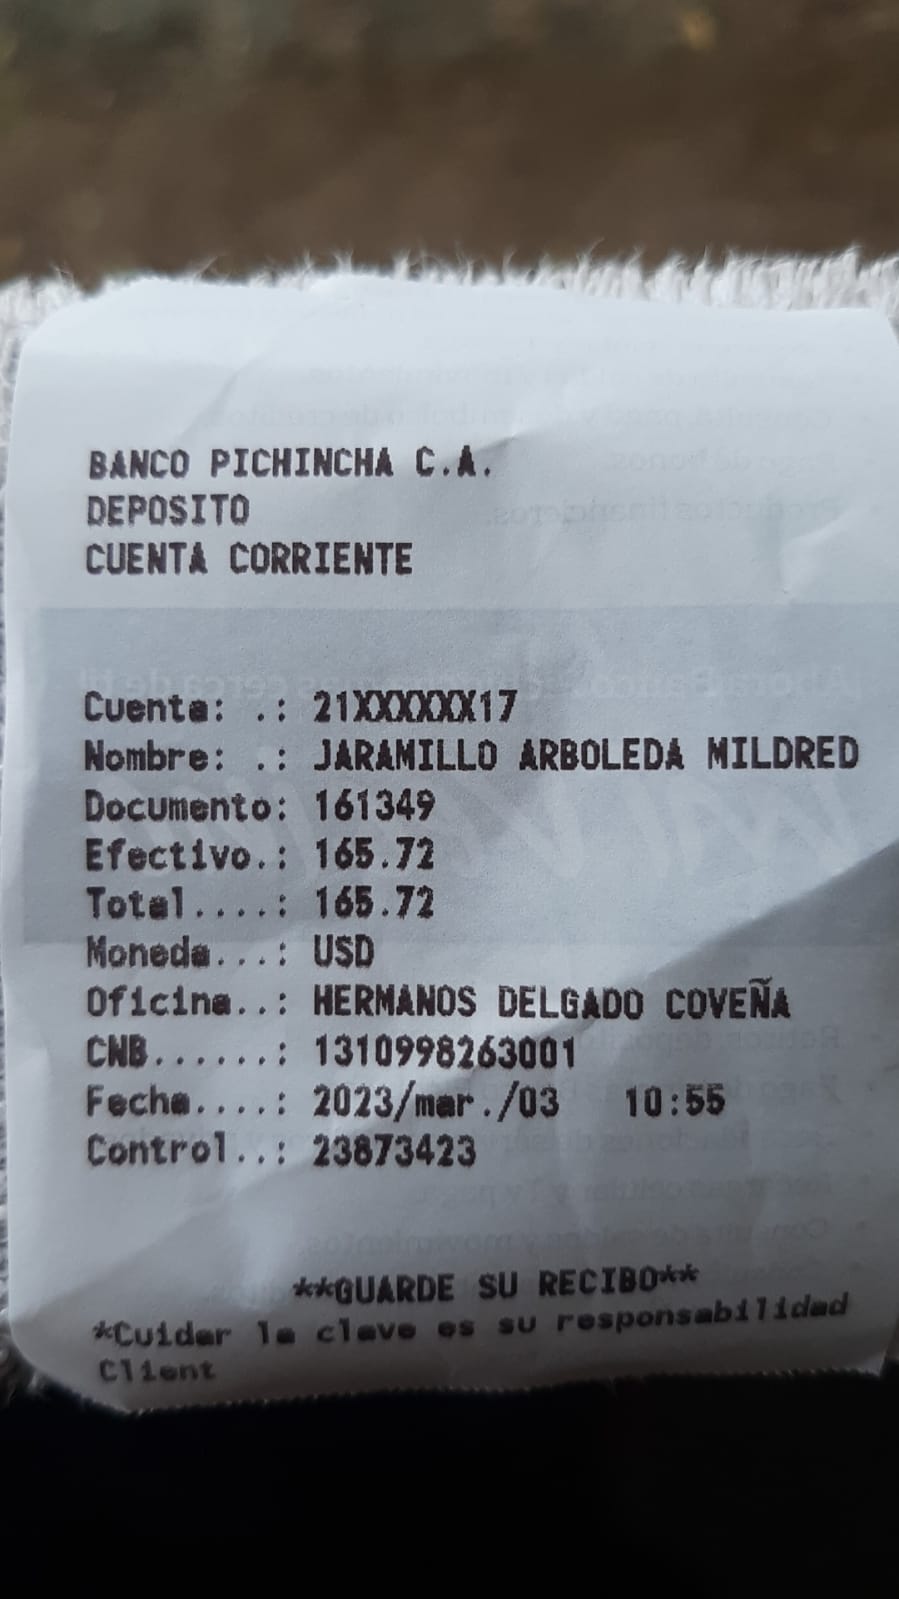 BANCO PICHINCHA C.A.
DEPOSITO
CUENTA CORRIENTE
Cuenta: .: 21XXXXXX17
Nombre: .: JARAMILLO ARBOLEDA MILDRED
Documento: 161349
Efectivo.: 165.72
Total....: 165.72
Moneda...: USD
Oficina..: HERMANOS DELGADO COVEÑA
CNB......: 1310998263001
Fecha....: 2023/mar./03 10:55
Control..: 23873423
**GUARDE SU RECIBO**
*Cuidar la clave es su responsabilidad
Client